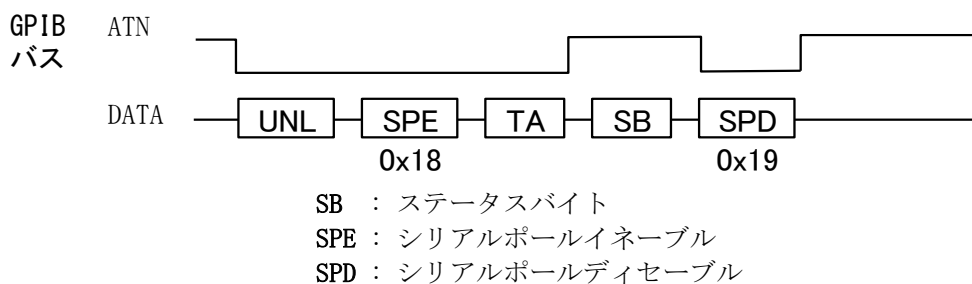 GPIB ATN
バス
DATA UNL SPE TA SB SPD
0x18 0x19
SB : ステータスバイト
SPE : シリアルポールイネーブル
SPD : シリアルポールディセーブル